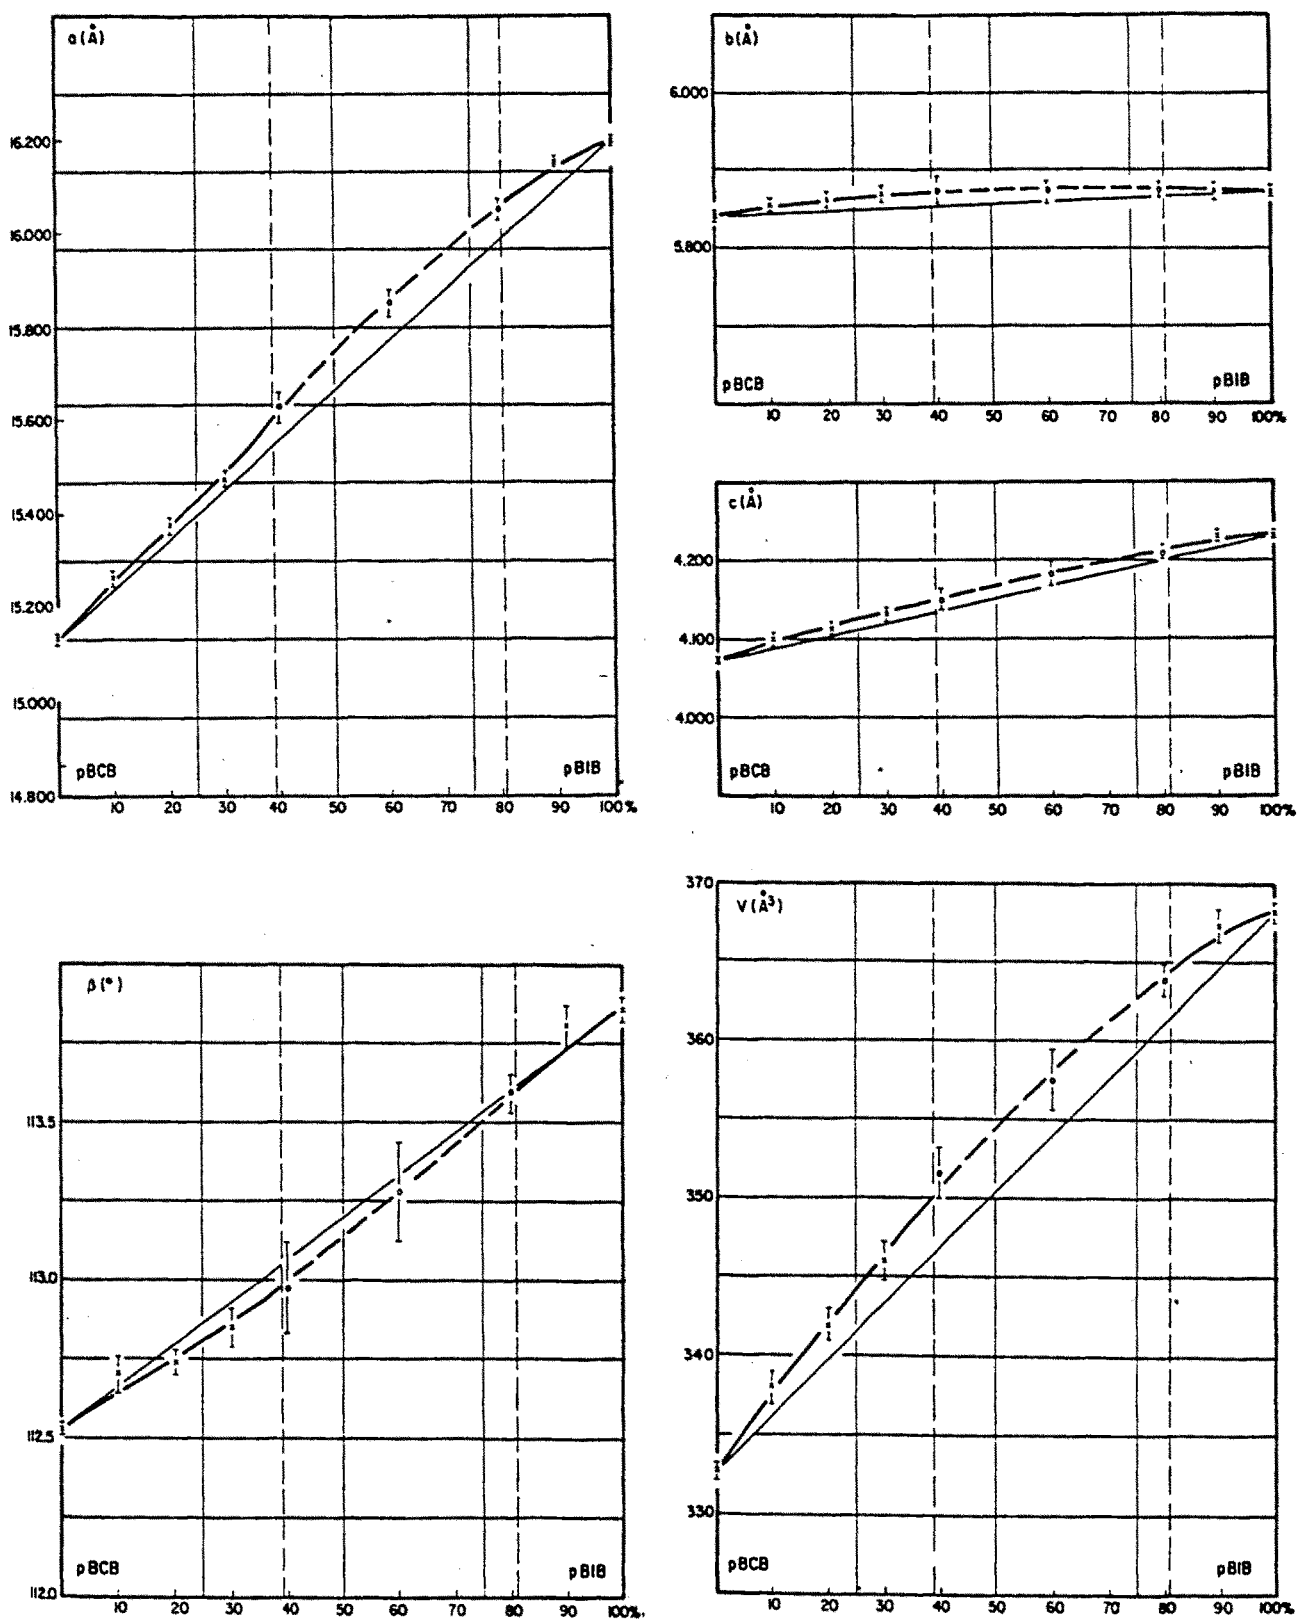 a (Å)
16.200
16.000
15.800
15.600
15.400
15.200
15.000
14.800
pBCB pBIB
10 20 30 40 50 60 70 80 90 100%
b (Å)
6.000
5.800
pBCB pBIB
10 20 30 40 50 60 70 80 90 100%
c (Å)
4.200
4.100
4.000
pBCB pBIB
10 20 30 40 50 60 70 80 90 100%
β (°)
113.5
113.0
112.5
112.0
pBCB pBIB
10 20 30 40 50 60 70 80 90 100%.
V (Å³)
370
360
350
340
330
pBCB pBIB
10 20 30 40 50 60 70 80 90 100%